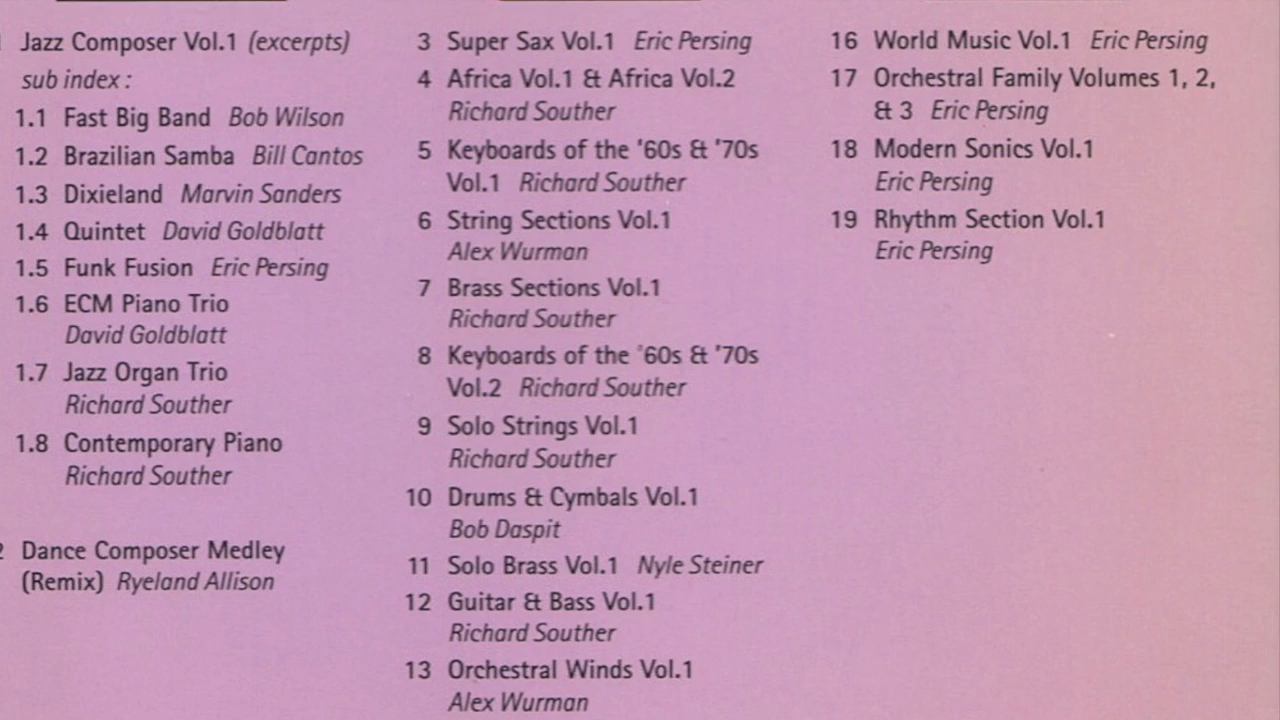 Jazz Composer Vol.1 (excerpts)
sub index :
1.1 Fast Big Band Bob Wilson
1.2 Brazilian Samba Bill Cantos
1.3 Dixieland Marvin Sanders
1.4 Quintet David Goldblatt
1.5 Funk Fusion Eric Persing
1.6 ECM Piano Trio
David Goldblatt
1.7 Jazz Organ Trio
Richard Souther
1.8 Contemporary Piano
Richard Souther
2 Dance Composer Medley
(Remix) Ryeland Allison
3 Super Sax Vol.1 Eric Persing
4 Africa Vol.1 & Africa Vol.2
Richard Souther
5 Keyboards of the '60s & '70s
Vol.1 Richard Souther
6 String Sections Vol.1
Alex Wurman
7 Brass Sections Vol.1
Richard Souther
8 Keyboards of the '60s & '70s
Vol.2 Richard Souther
9 Solo Strings Vol.1
Richard Souther
10 Drums & Cymbals Vol.1
Bob Daspit
11 Solo Brass Vol.1 Nyle Steiner
12 Guitar & Bass Vol.1
Richard Souther
13 Orchestral Winds Vol.1
Alex Wurman
16 World Music Vol.1 Eric Persing
17 Orchestral Family Volumes 1, 2,
& 3 Eric Persing
18 Modern Sonics Vol.1
Eric Persing
19 Rhythm Section Vol.1
Eric Persing